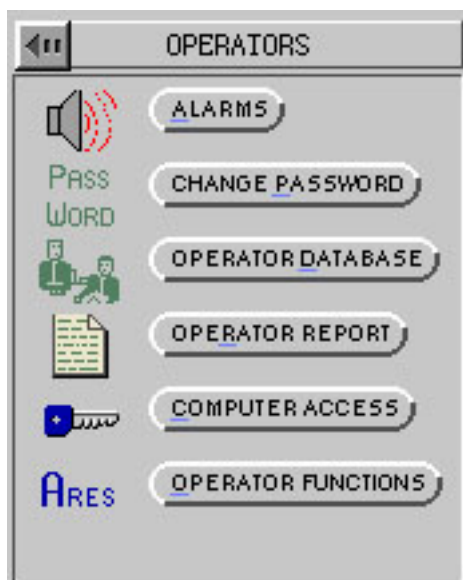 OPERATORS
ALARMS
PASS
WORD
CHANGE PASSWORD
OPERATOR DATABASE
OPERATOR REPORT
COMPUTER ACCESS
ARES
OPERATOR FUNCTIONS